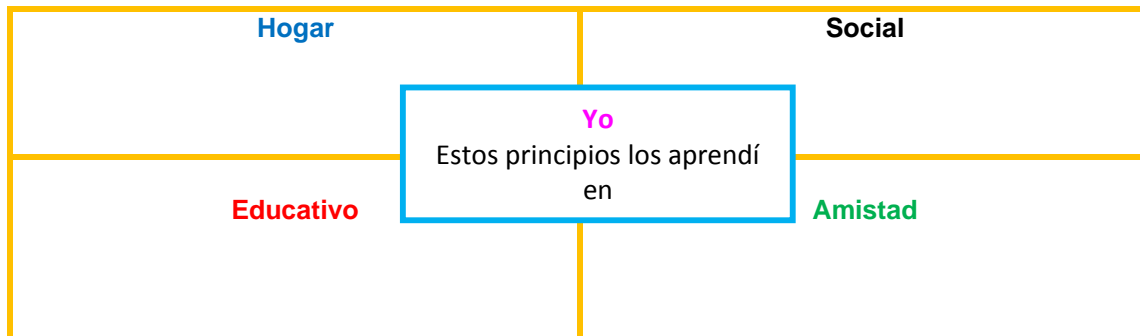 Hogar
Social
Yo
Estos principios los aprendí
en
Educativo
Amistad